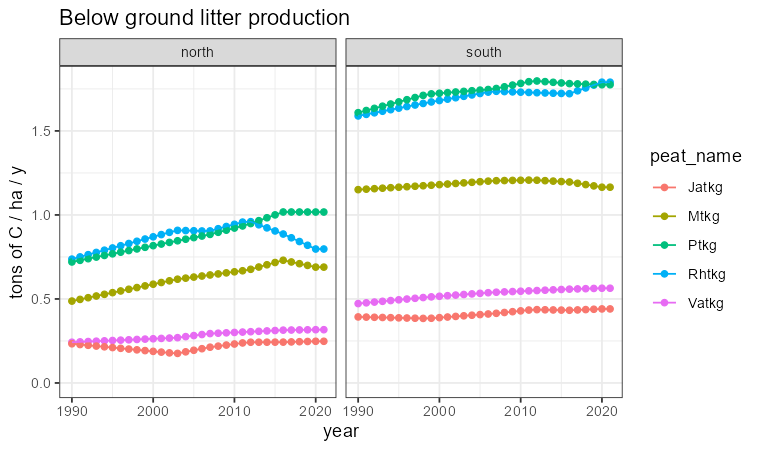 Below ground litter production
north
south
tons of C / ha / y
1.5
1.0
0.5
0.0
1990
2000
2010
2020
1990
2000
2010
2020
year
peat_name
Jatkg
Mtkg
Ptkg
Rhtkg
Vatkg